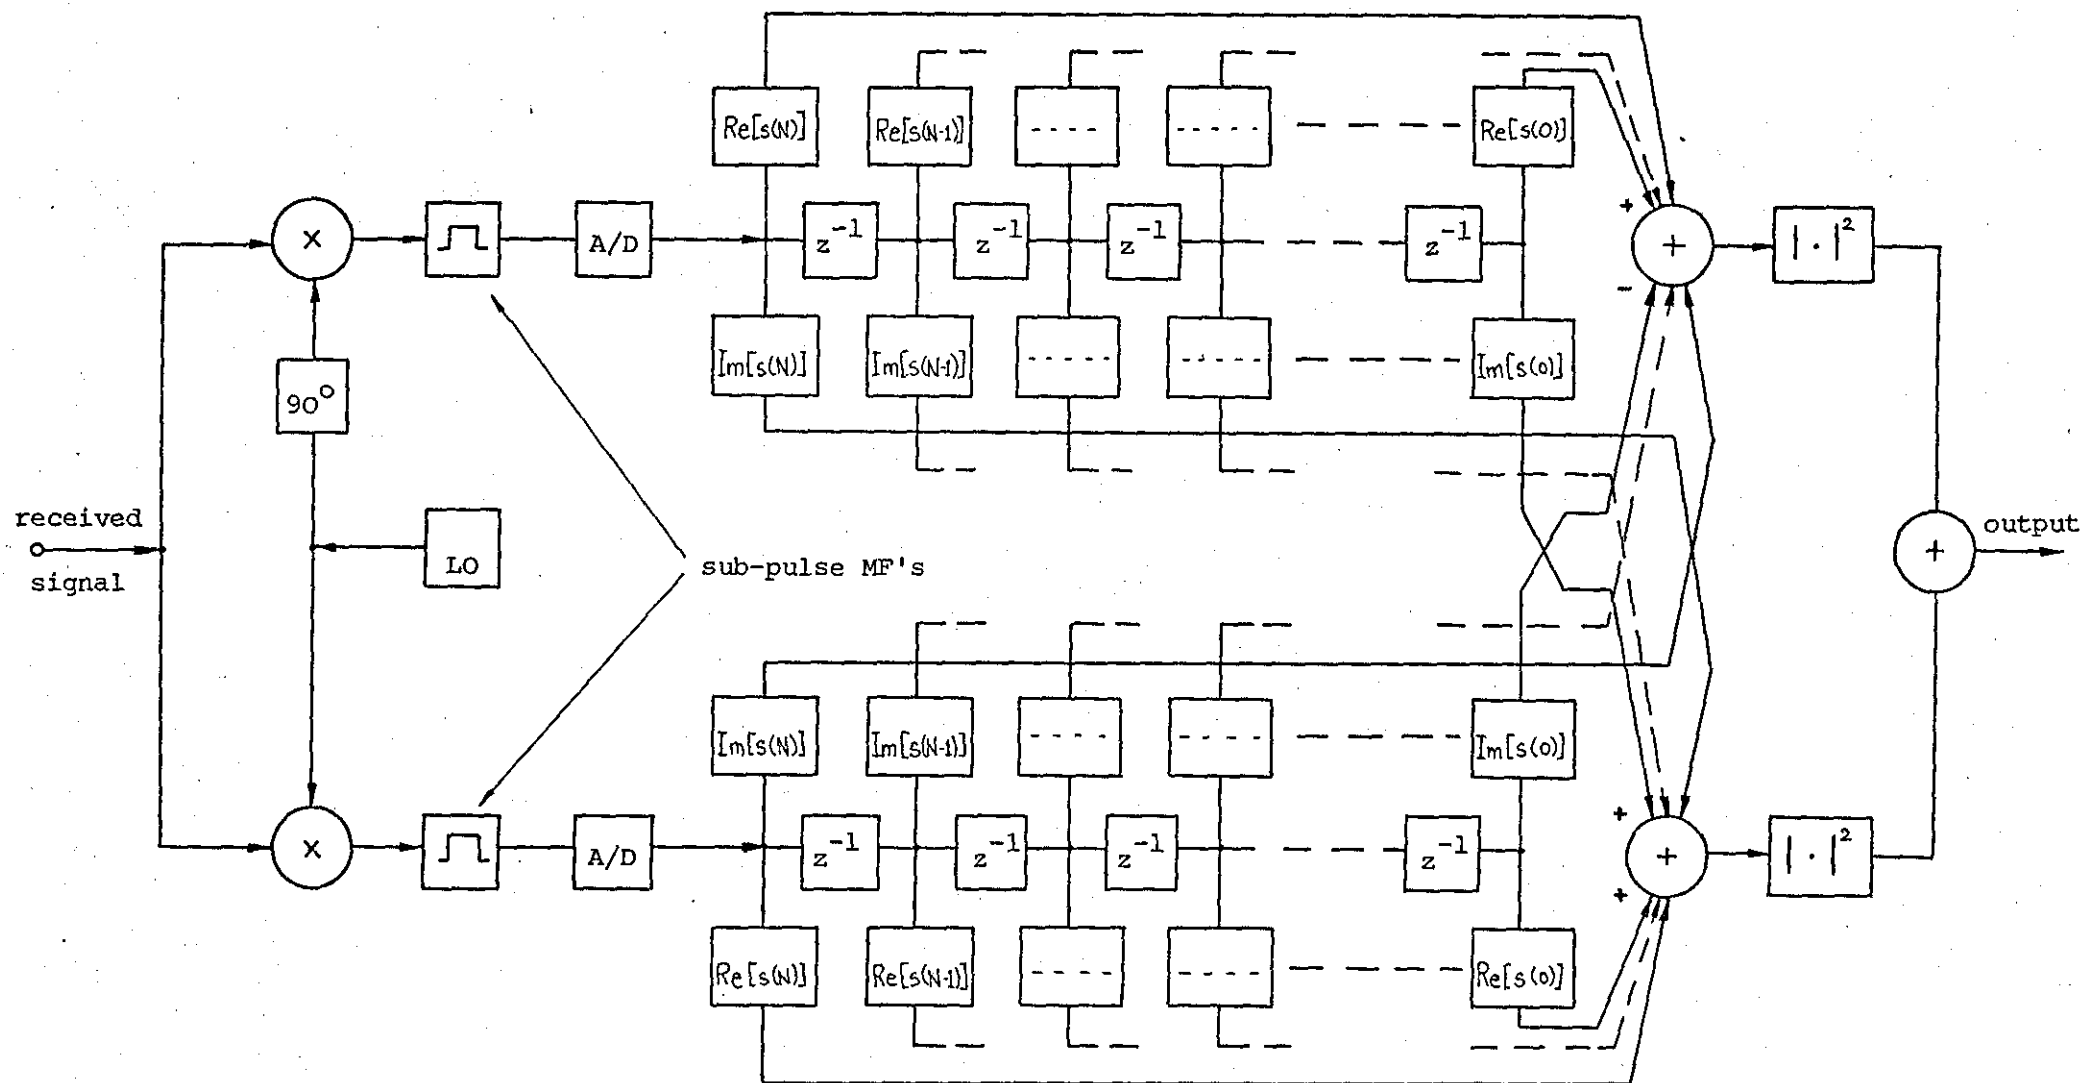 Re[s(N)] Re[s(N-1)] - - - - - - - - - Re[s(0)]
+
× A/D z⁻¹ z⁻¹ z⁻¹ z⁻¹ + |·|²
-
Im[s(N)] Im[s(N-1)] - - - - - - - - - - Im[s(0)]
90°
received
signal
LO
sub-pulse MF's
+
output
Im[s(N)] Im[s(N-1)] - - - - - - - - - - Im[s(0)]
+
× A/D z⁻¹ z⁻¹ z⁻¹ z⁻¹ + |·|²
+
Re[s(N)] Re[s(N-1)] - - - - - - - - - - Re[s(0)]